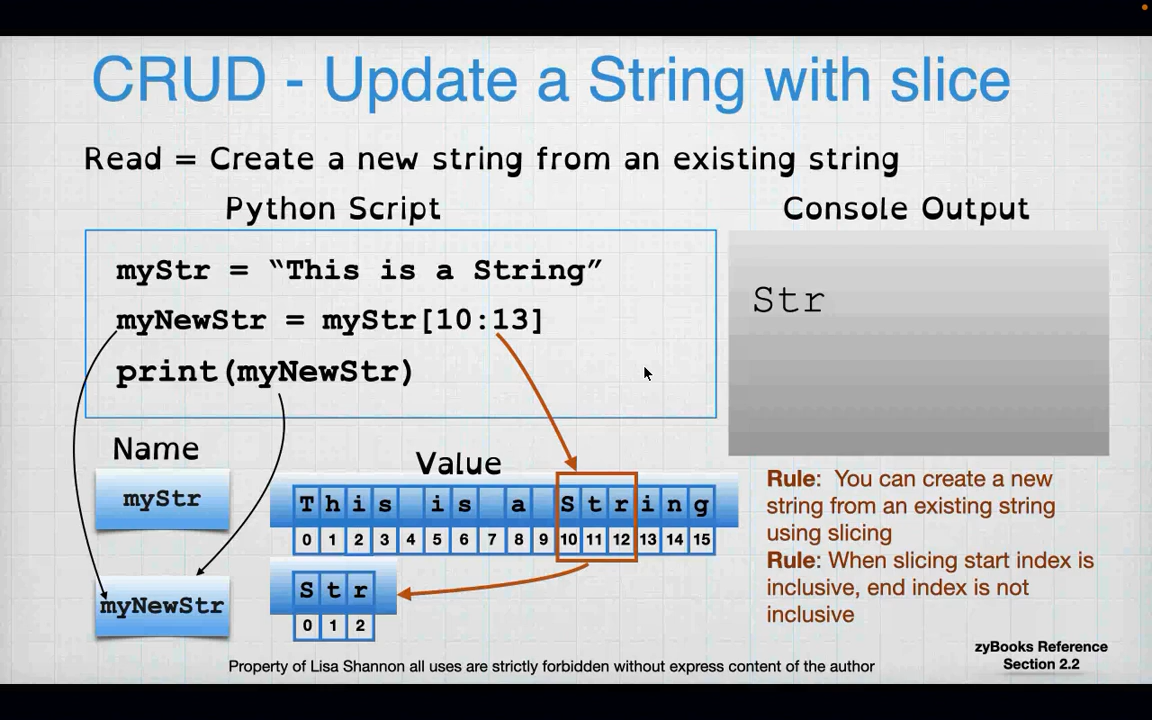 CRUD - Update a String with slice
Read = Create a new string from an existing string
Python Script
Console Output
myStr = “This is a String”
myNewStr = myStr[10:13]
print(myNewStr)
Str
Name
Value
myStr
T h i s i s a S t r i n g
0 1 2 3 4 5 6 7 8 9 10 11 12 13 14 15
myNewStr
S t r
0 1 2
Rule: You can create a new
string from an existing string
using slicing
Rule: When slicing start index is
inclusive, end index is not
inclusive
zyBooks Reference
Section 2.2
Property of Lisa Shannon all uses are strictly forbidden without express content of the author